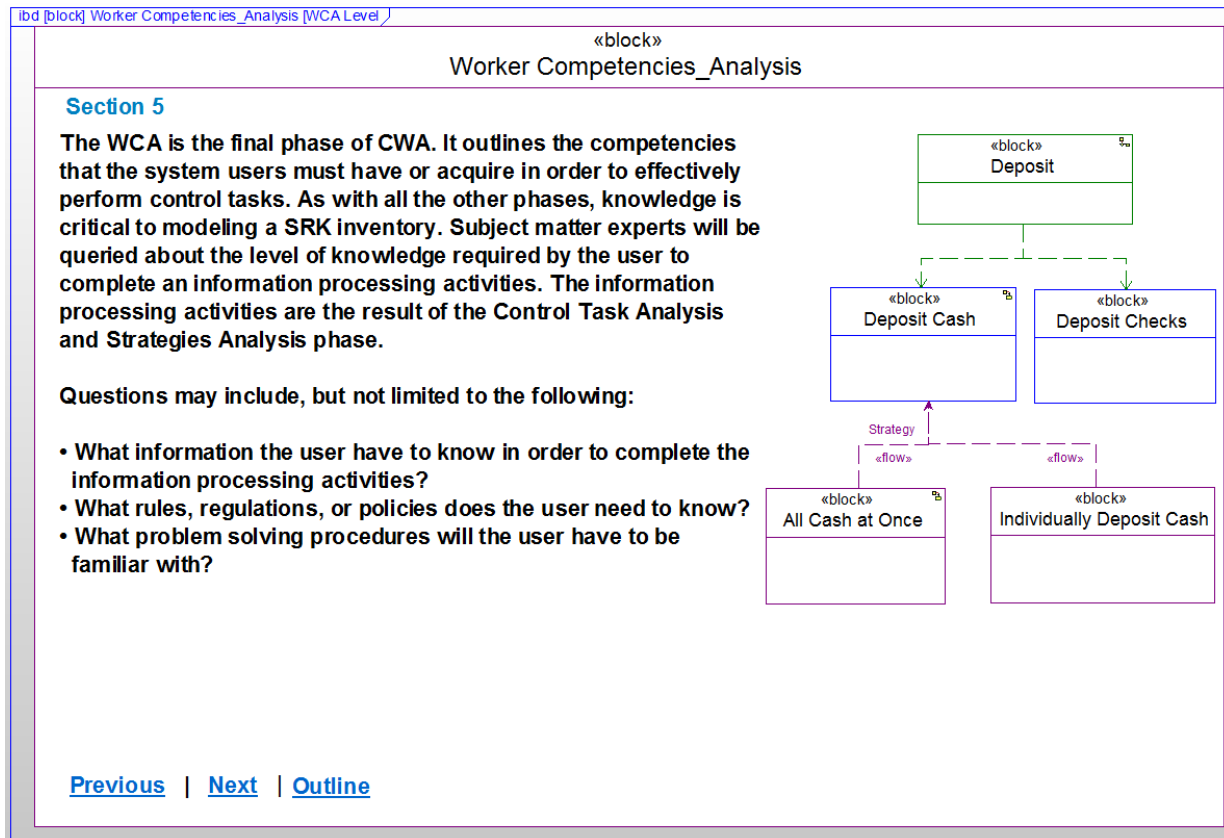 ibd [block] Worker Competencies_Analysis [WCA Level
«block»
Worker Competencies_Analysis
Section 5
The WCA is the final phase of CWA. It outlines the competencies
that the system users must have or acquire in order to effectively
perform control tasks. As with all the other phases, knowledge is
critical to modeling a SRK inventory. Subject matter experts will be
queried about the level of knowledge required by the user to
complete an information processing activities. The information
processing activities are the result of the Control Task Analysis
and Strategies Analysis phase.
Questions may include, but not limited to the following:
• What information the user have to know in order to complete the
information processing activities?
• What rules, regulations, or policies does the user need to know?
• What problem solving procedures will the user have to be
familiar with?
«block»
Deposit
«block»
Deposit Cash
«block»
Deposit Checks
Strategy
«flow»
«flow»
«block»
All Cash at Once
«block»
Individually Deposit Cash
Previous | Next | Outline